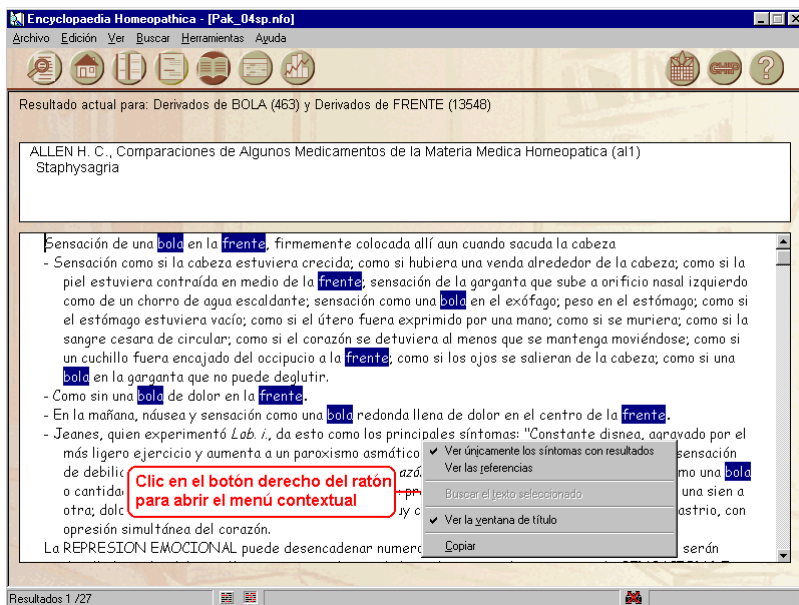 Encyclopaedia Homeopathica - [Pak_04sp.nfo]
Archivo Edición Ver Buscar Herramientas Ayuda
CHIP ?
Resultado actual para: Derivados de BOLA (463) y Derivados de FRENTE (13548)
ALLEN H. C., Comparaciones de Algunos Medicamentos de la Materia Medica Homeopatica (al1)
Staphysagria
Sensación de una bola en la frente, firmemente colocada allí aun cuando sacuda la cabeza
- Sensación como si la cabeza estuviera crecida; como si hubiera una venda alrededor de la cabeza; como si la
piel estuviera contraída en medio de la frente; sensación de la garganta que sube a orificio nasal izquierdo
como de un chorro de agua escaldante; sensación como una bola en el exófago; peso en el estómago; como si
el estómago estuviera vacío; como si el útero fuera exprimido por una mano; como si se muriera; como si la
sangre cesara de circular; como si el corazón se detuviera al menos que se mantenga moviéndose; como si
un cuchillo fuera encajado del occipucio a la frente; como si los ojos se salieran de la cabeza; como si una
bola en la garganta que no puede deglutir.
- Como sin una bola de dolor en la frente.
- En la mañana, náusea y sensación como una bola redonda llena de dolor en el centro de la frente.
- Jeanes, quien experimentó Lab. i., da esto como los principales síntomas: "Constante disnea, agravado por el
más ligero ejercicio y aumenta a un paroxismo asmático sensación
de debilic azá. mo una bola
o cantida pr una sien a
otra; dolo uy c astrio, con
opresión simultánea del corazón.
La REPRESION EMOCIONAL puede desencadenar numero serán
Clic en el botón derecho del ratón
para abrir el menú contextual
Ver únicamente los síntomas con resultados
Ver las referencias
Buscar el texto seleccionado
Ver la ventana de título
Copiar
Resultados 1 /27